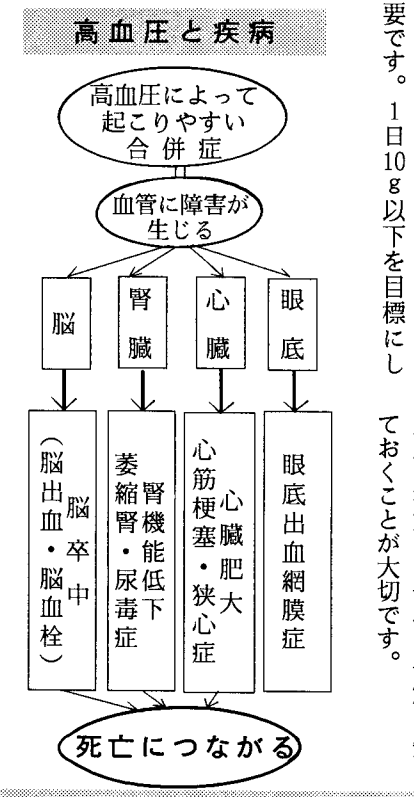 要です。1日10g以下を目標にし
ておくことが大切です。
高血圧と疾病
高血圧によって
起こりやすい
合併症
血管に障害が
生じる
脳
腎臓
心臓
眼底
脳卒中
（脳出血・脳血栓）
腎機能低下
萎縮腎・尿毒症
心臓肥大
心筋梗塞・狭心症
眼底出血網膜症
死亡につながる